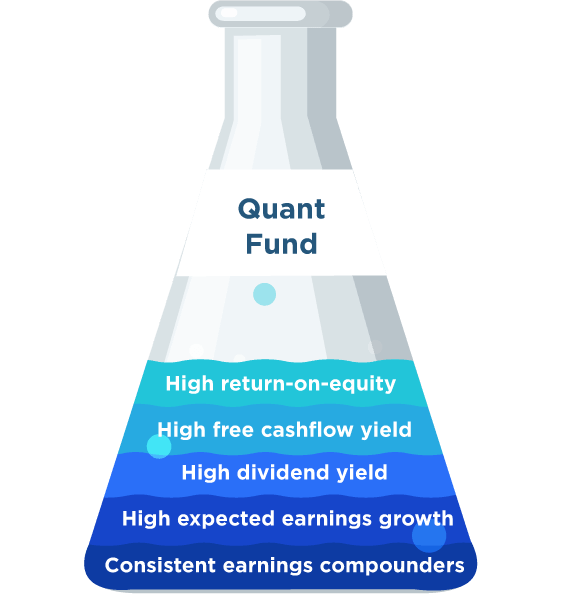 Quant
Fund
High return-on-equity
High free cashflow yield
High dividend yield
High expected earnings growth
Consistent earnings compounders